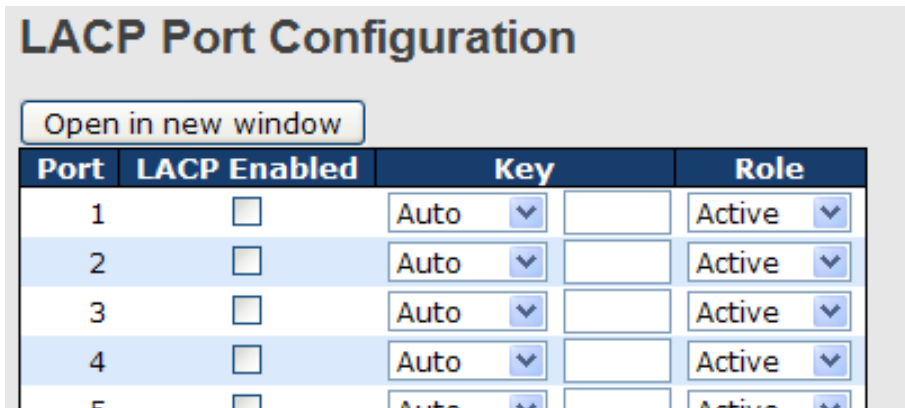 LACP Port Configuration
Open in new window
Port LACP Enabled Key Role
1 Auto Active
2 Auto Active
3 Auto Active
4 Auto Active